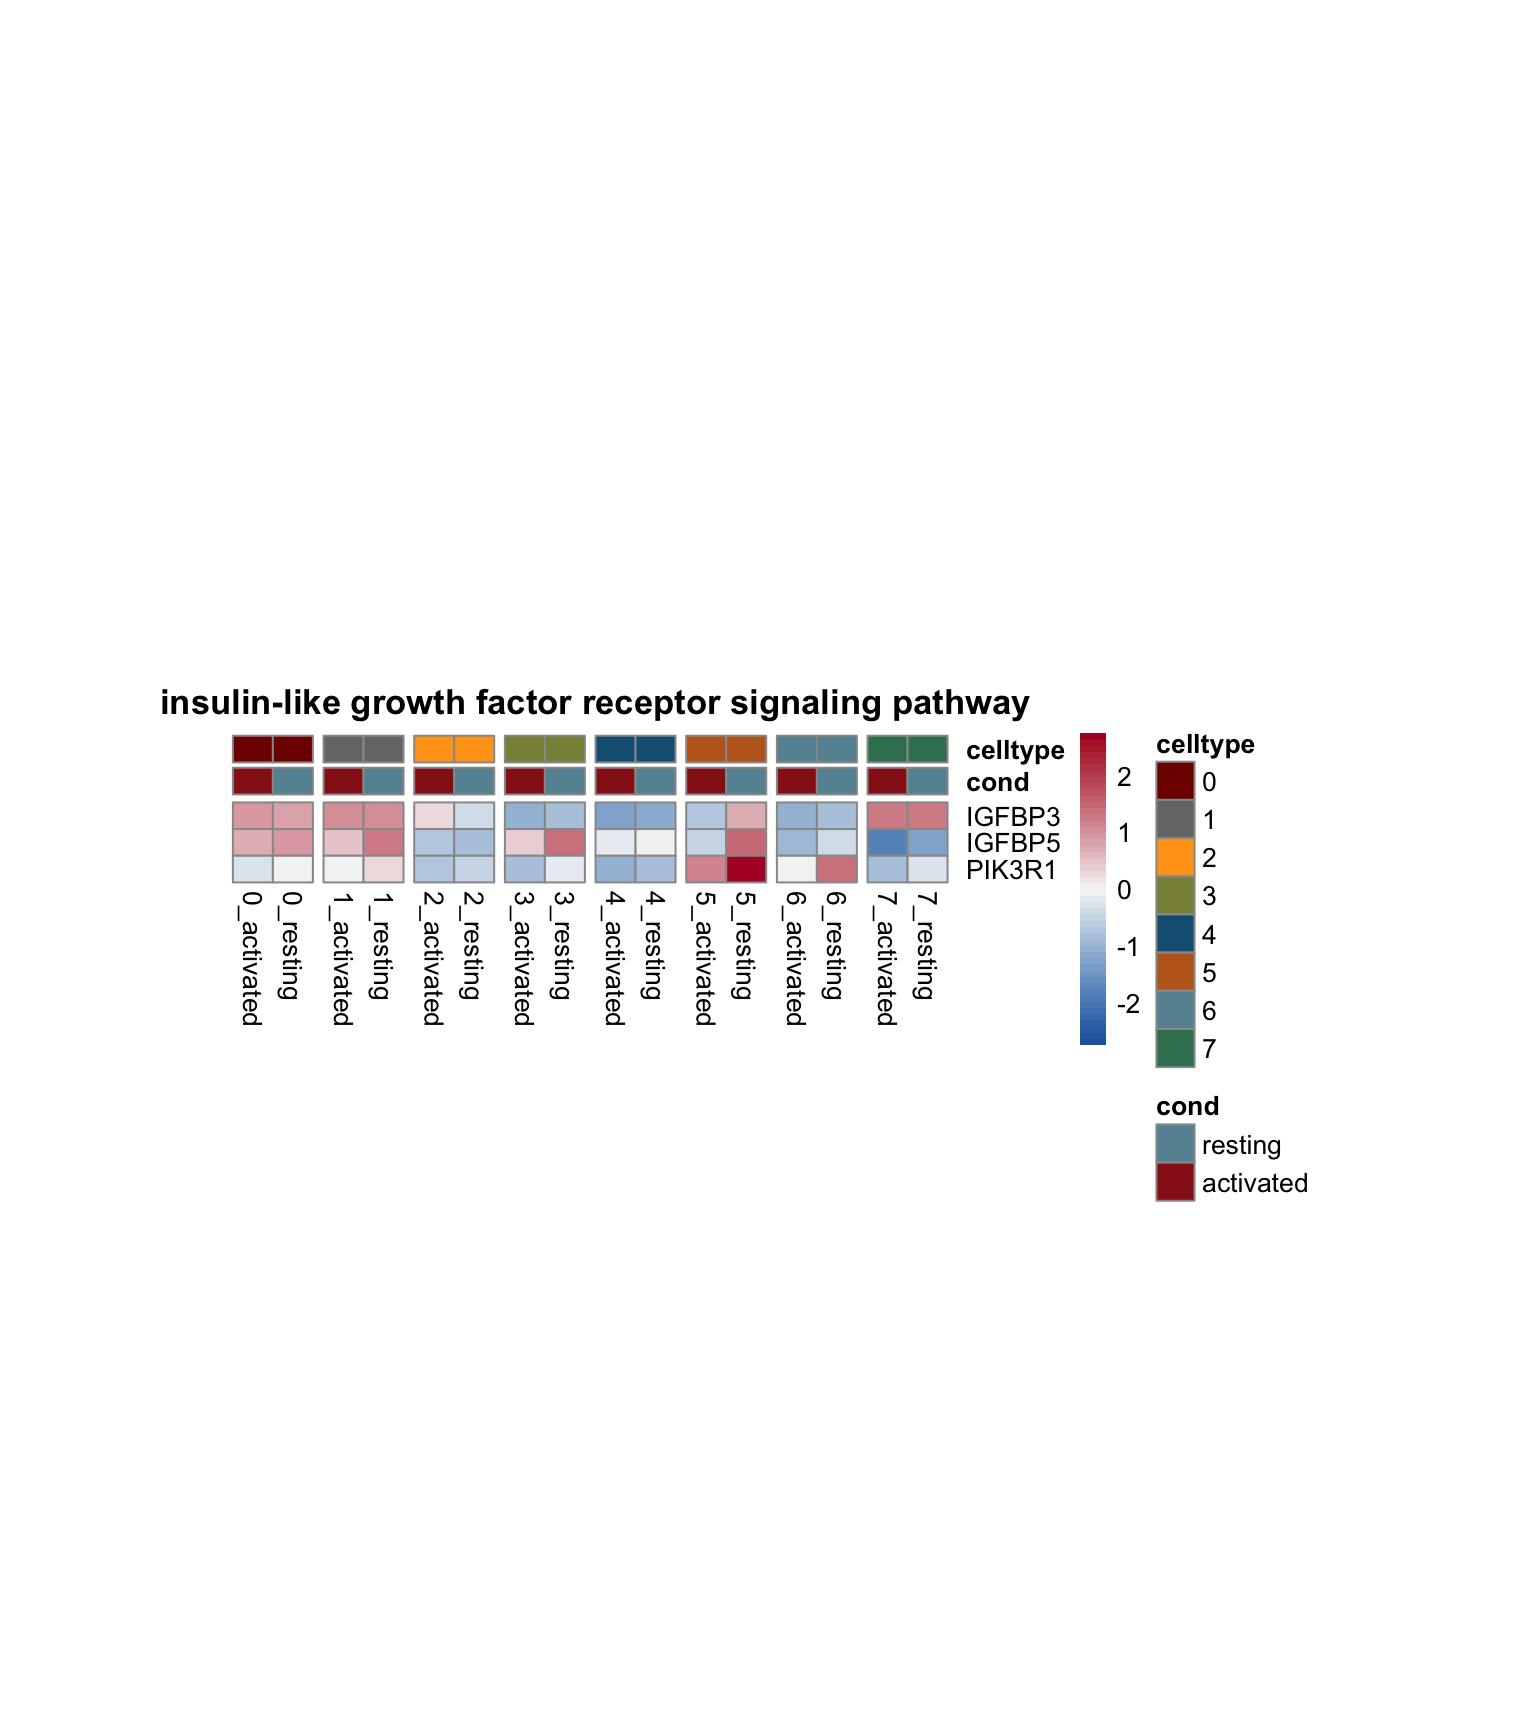 insulin-like growth factor receptor signaling pathway
celltype
cond
IGFBP3
IGFBP5
PIK3R1
0_activated
0_resting
1_activated
1_resting
2_activated
2_resting
3_activated
3_resting
4_activated
4_resting
5_activated
5_resting
6_activated
6_resting
7_activated
7_resting
2
1
0
-1
-2
celltype
0
1
2
3
4
5
6
7
cond
resting
activated